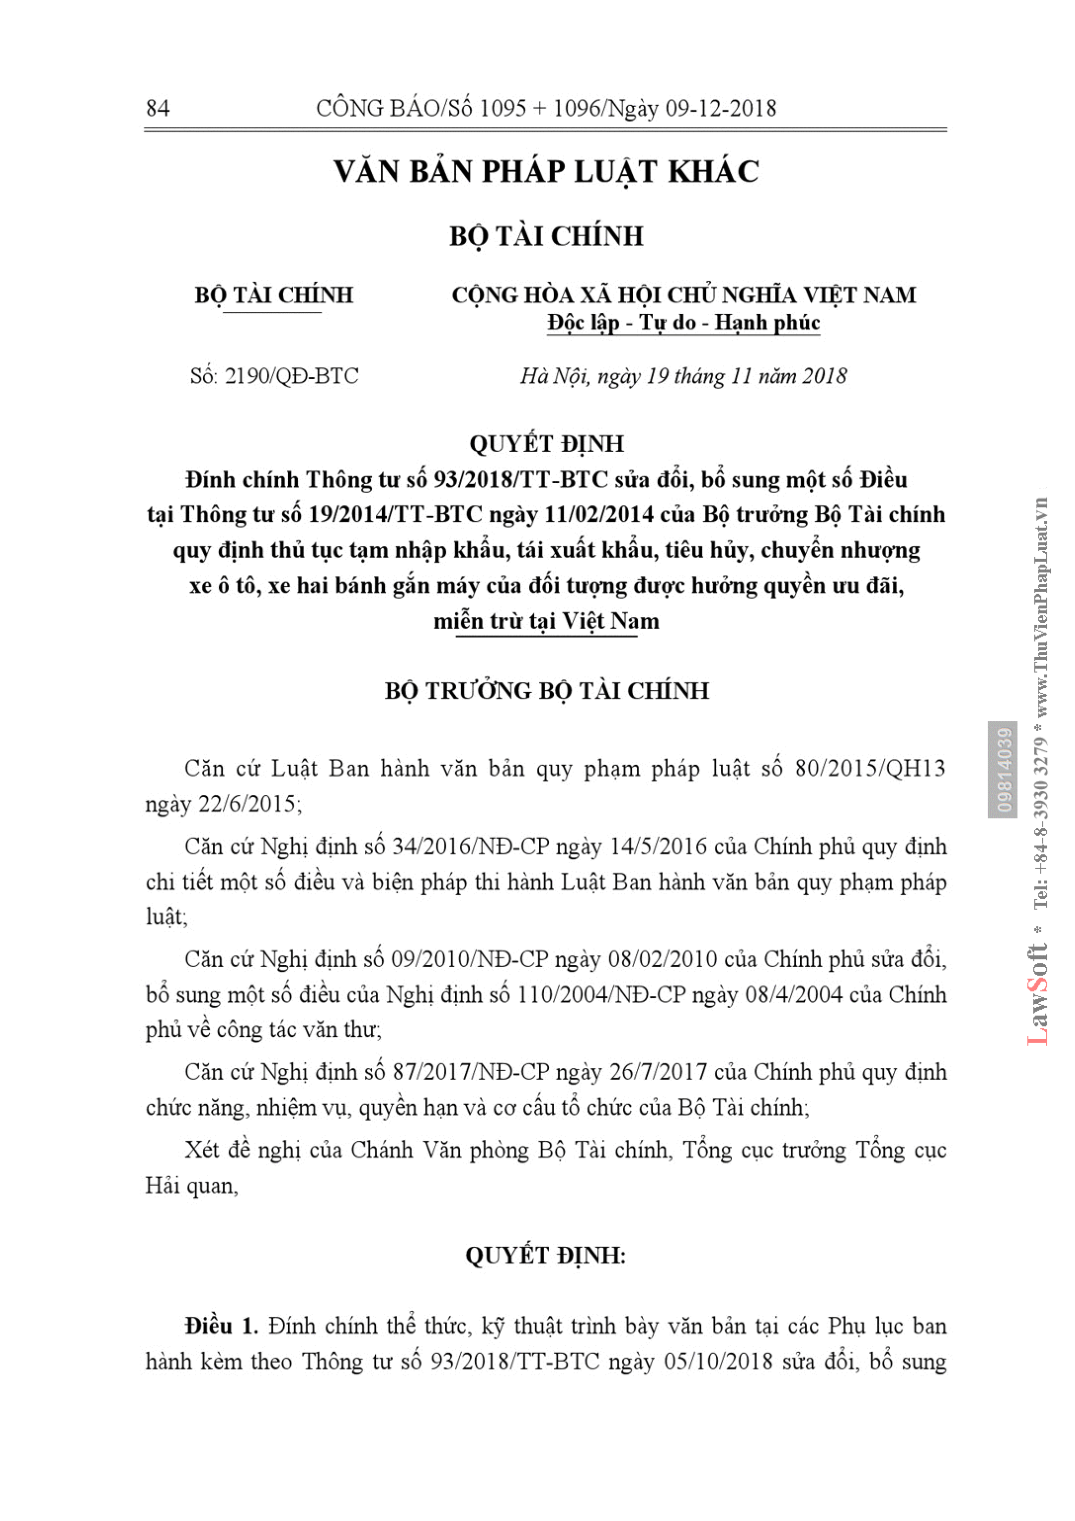 84 CÔNG BÁO/Số 1095 + 1096/Ngày 09-12-2018
VĂN BẢN PHÁP LUẬT KHÁC
BỘ TÀI CHÍNH
BỘ TÀI CHÍNH CỘNG HÒA XÃ HỘI CHỦ NGHĨA VIỆT NAM
Độc lập - Tự do - Hạnh phúc
Số: 2190/QĐ-BTC Hà Nội, ngày 19 tháng 11 năm 2018
QUYẾT ĐỊNH
Đính chính Thông tư số 93/2018/TT-BTC sửa đổi, bổ sung một số Điều
tại Thông tư số 19/2014/TT-BTC ngày 11/02/2014 của Bộ trưởng Bộ Tài chính
quy định thủ tục tạm nhập khẩu, tái xuất khẩu, tiêu hủy, chuyển nhượng
xe ô tô, xe hai bánh gắn máy của đối tượng được hưởng quyền ưu đãi,
miễn trừ tại Việt Nam
BỘ TRƯỞNG BỘ TÀI CHÍNH
Căn cứ Luật Ban hành văn bản quy phạm pháp luật số 80/2015/QH13
ngày 22/6/2015;
Căn cứ Nghị định số 34/2016/NĐ-CP ngày 14/5/2016 của Chính phủ quy định
chi tiết một số điều và biện pháp thi hành Luật Ban hành văn bản quy phạm pháp
luật;
Căn cứ Nghị định số 09/2010/NĐ-CP ngày 08/02/2010 của Chính phủ sửa đổi,
bổ sung một số điều của Nghị định số 110/2004/NĐ-CP ngày 08/4/2004 của Chính
phủ về công tác văn thư;
Căn cứ Nghị định số 87/2017/NĐ-CP ngày 26/7/2017 của Chính phủ quy định
chức năng, nhiệm vụ, quyền hạn và cơ cấu tổ chức của Bộ Tài chính;
Xét đề nghị của Chánh Văn phòng Bộ Tài chính, Tổng cục trưởng Tổng cục
Hải quan,
QUYẾT ĐỊNH:
Điều 1. Đính chính thể thức, kỹ thuật trình bày văn bản tại các Phụ lục ban
hành kèm theo Thông tư số 93/2018/TT-BTC ngày 05/10/2018 sửa đổi, bổ sung
09814039
LawSoft * Tel: +84-8-3930 3279 * www.ThuVienPhapLuat.vn